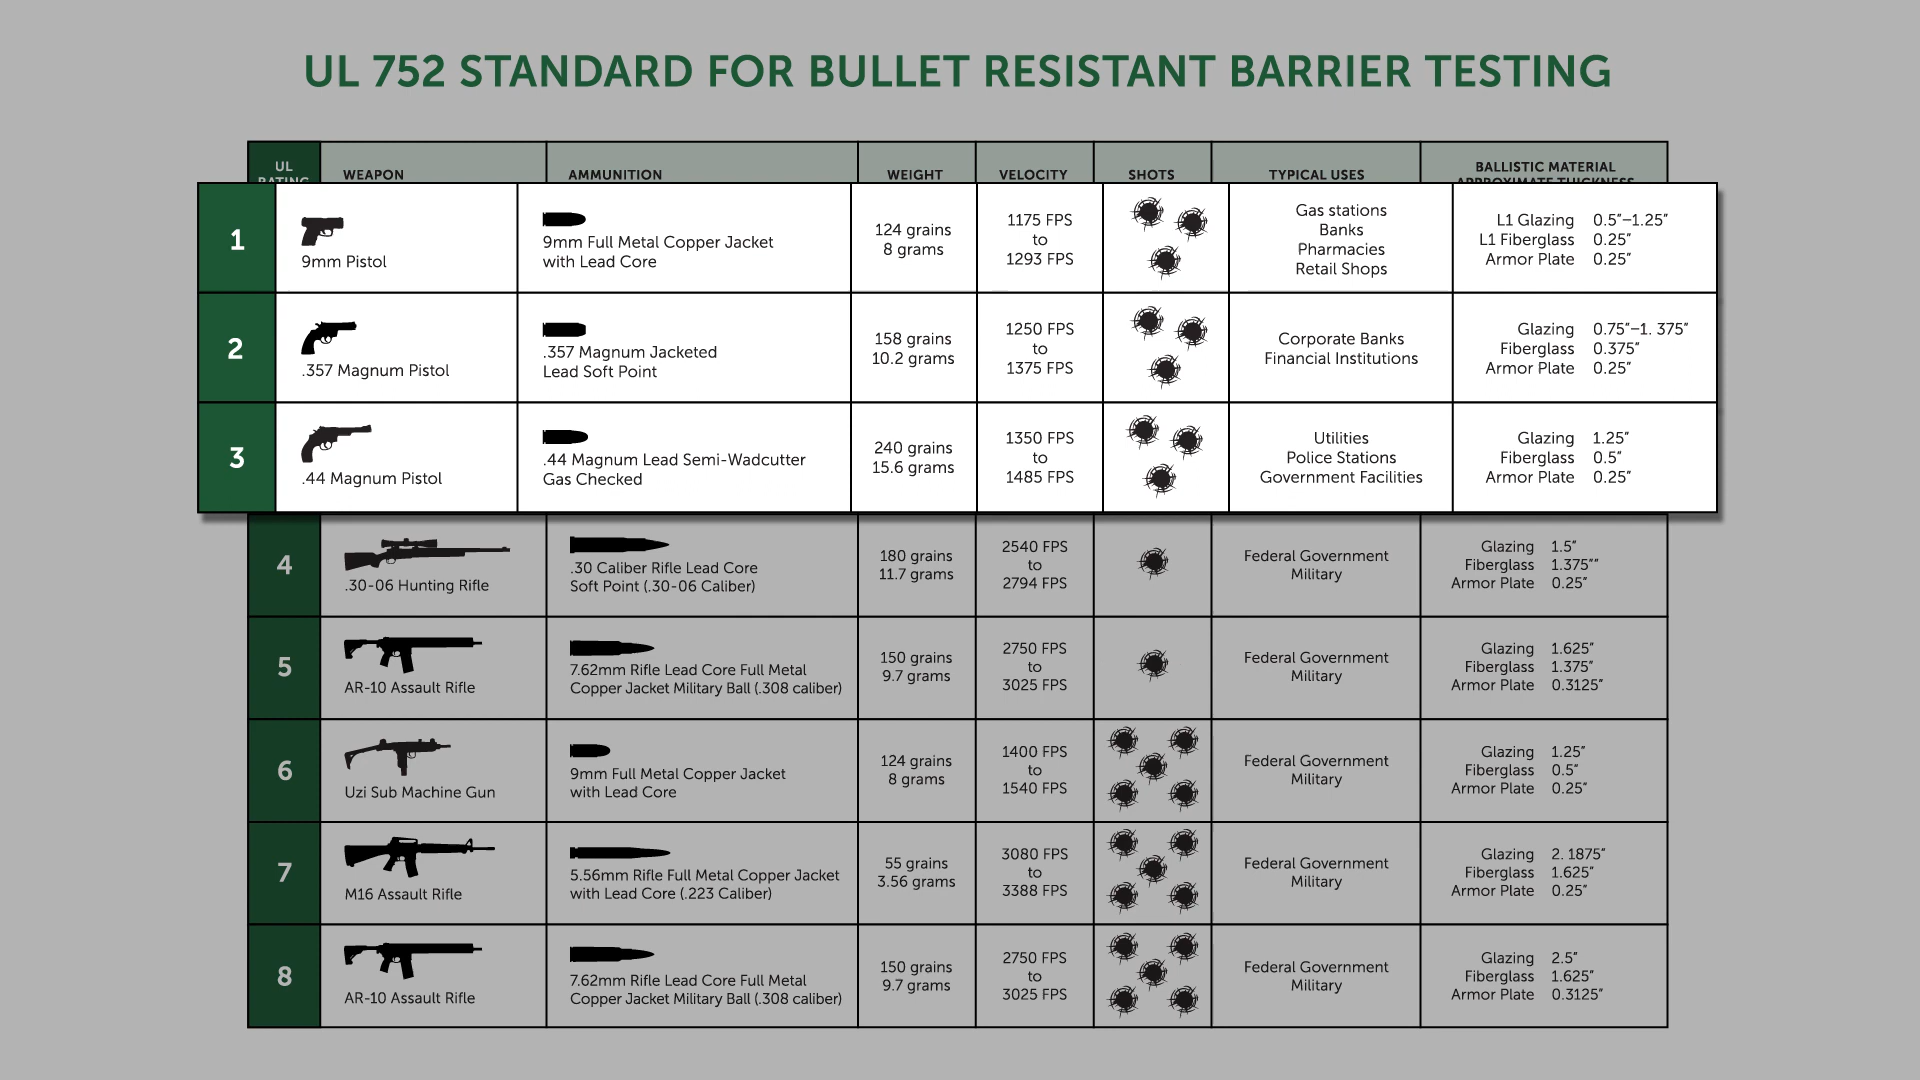 UL 752 STANDARD FOR BULLET RESISTANT BARRIER TESTING
UL
RATING
WEAPON
AMMUNITION
WEIGHT
VELOCITY
SHOTS
TYPICAL USES
BALLISTIC MATERIAL
APPROXIMATE THICKNESS
1
9mm Pistol
9mm Full Metal Copper Jacket
with Lead Core
124 grains
8 grams
1175 FPS
to
1293 FPS
Gas stations
Banks
Pharmacies
Retail Shops
L1 Glazing 0.5”–1.25”
L1 Fiberglass 0.25”
Armor Plate 0.25”
2
.357 Magnum Pistol
.357 Magnum Jacketed
Lead Soft Point
158 grains
10.2 grams
1250 FPS
to
1375 FPS
Corporate Banks
Financial Institutions
Glazing 0.75”–1. 375”
Fiberglass 0.375”
Armor Plate 0.25”
3
.44 Magnum Pistol
.44 Magnum Lead Semi-Wadcutter
Gas Checked
240 grains
15.6 grams
1350 FPS
to
1485 FPS
Utilities
Police Stations
Government Facilities
Glazing 1.25”
Fiberglass 0.5”
Armor Plate 0.25”
4
.30-06 Hunting Rifle
.30 Caliber Rifle Lead Core
Soft Point (.30-06 Caliber)
180 grains
11.7 grams
2540 FPS
to
2794 FPS
Federal Government
Military
Glazing 1.5”
Fiberglass 1.375””
Armor Plate 0.25”
5
AR-10 Assault Rifle
7.62mm Rifle Lead Core Full Metal
Copper Jacket Military Ball (.308 caliber)
150 grains
9.7 grams
2750 FPS
to
3025 FPS
Federal Government
Military
Glazing 1.625”
Fiberglass 1.375”
Armor Plate 0.3125”
6
Uzi Sub Machine Gun
9mm Full Metal Copper Jacket
with Lead Core
124 grains
8 grams
1400 FPS
to
1540 FPS
Federal Government
Military
Glazing 1.25”
Fiberglass 0.5”
Armor Plate 0.25”
7
M16 Assault Rifle
5.56mm Rifle Full Metal Copper Jacket
with Lead Core (.223 Caliber)
55 grains
3.56 grams
3080 FPS
to
3388 FPS
Federal Government
Military
Glazing 2. 1875”
Fiberglass 1.625”
Armor Plate 0.25”
8
AR-10 Assault Rifle
7.62mm Rifle Lead Core Full Metal
Copper Jacket Military Ball (.308 caliber)
150 grains
9.7 grams
2750 FPS
to
3025 FPS
Federal Government
Military
Glazing 2.5”
Fiberglass 1.625”
Armor Plate 0.3125”